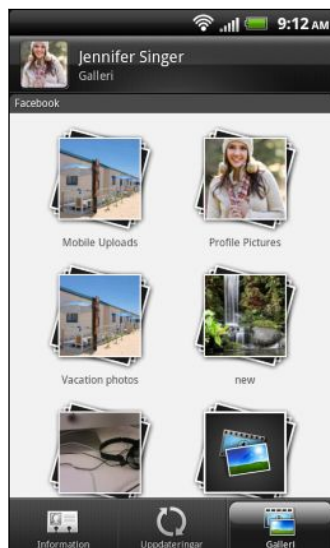 9:12 AM
Jennifer Singer
Galleri
Facebook
Mobile Uploads
Profile Pictures
Vacation photos
new
Information
Uppdateringar
Galleri